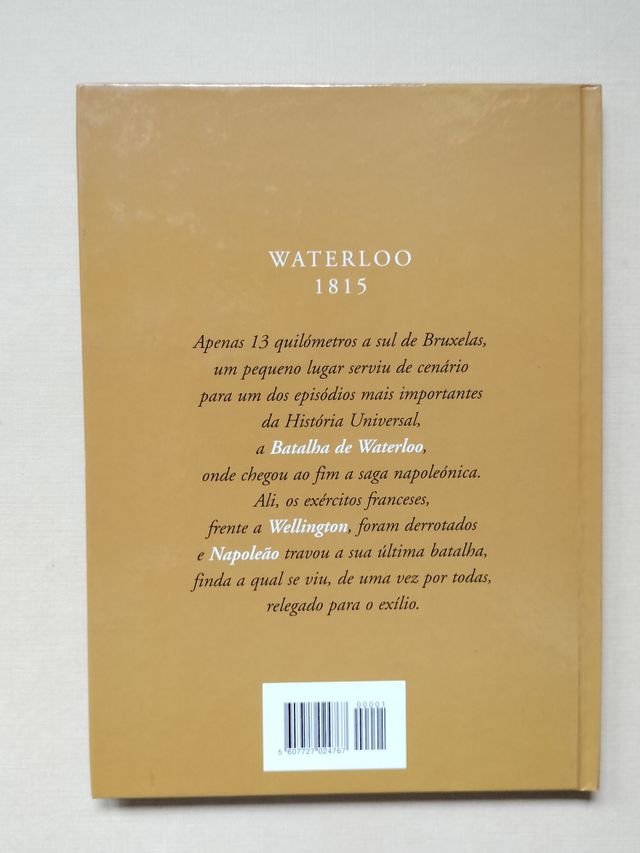 WATERLOO
1815
Apenas 13 quilómetros a sul de Bruxelas,
um pequeno lugar serviu de cenário
para um dos episódios mais importantes
da História Universal,
a Batalha de Waterloo,
onde chegou ao fim a saga napoleónica.
Ali, os exércitos franceses,
frente a Wellington, foram derrotados
e Napoleão travou a sua última batalha,
finda a qual se viu, de uma vez por todas,
relegado para o exílio.
00001
5 607727 024767